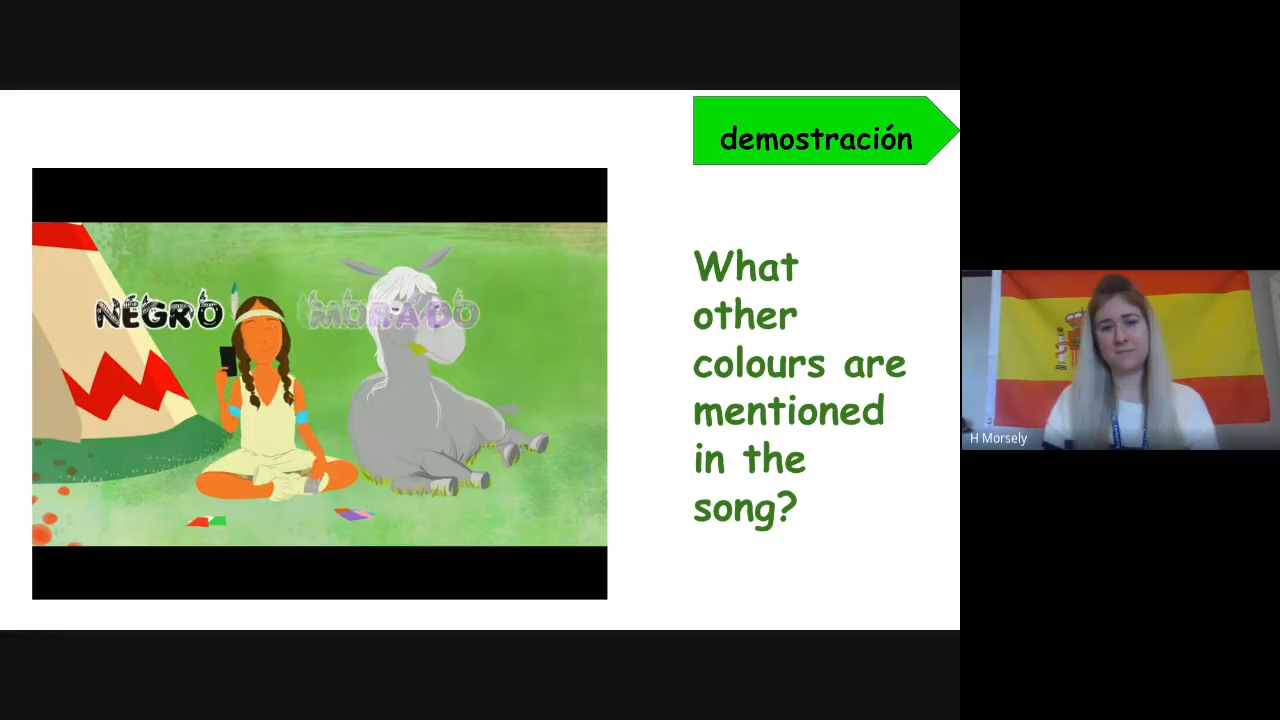 demostración
NEGRO MORADO
What
other
colours are
mentioned
in the
song?
H Morsely